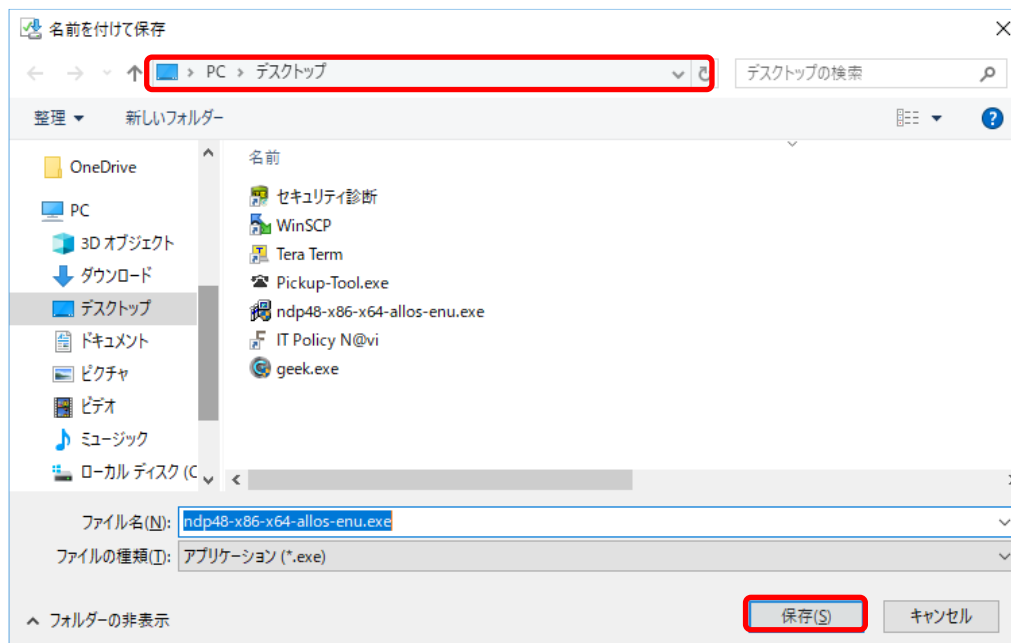 名前を付けて保存
PC > デスクトップ
デスクトップの検索
整理
新しいフォルダー
OneDrive
PC
3D オブジェクト
ダウンロード
デスクトップ
ドキュメント
ピクチャ
ビデオ
ミュージック
ローカル ディスク (C
名前
セキュリティ診断
WinSCP
Tera Term
Pickup-Tool.exe
ndp48-x86-x64-allos-enu.exe
IT Policy N@vi
geek.exe
ファイル名(N): ndp48-x86-x64-allos-enu.exe
ファイルの種類(T): アプリケーション (*.exe)
フォルダーの非表示
保存(S)
キャンセル